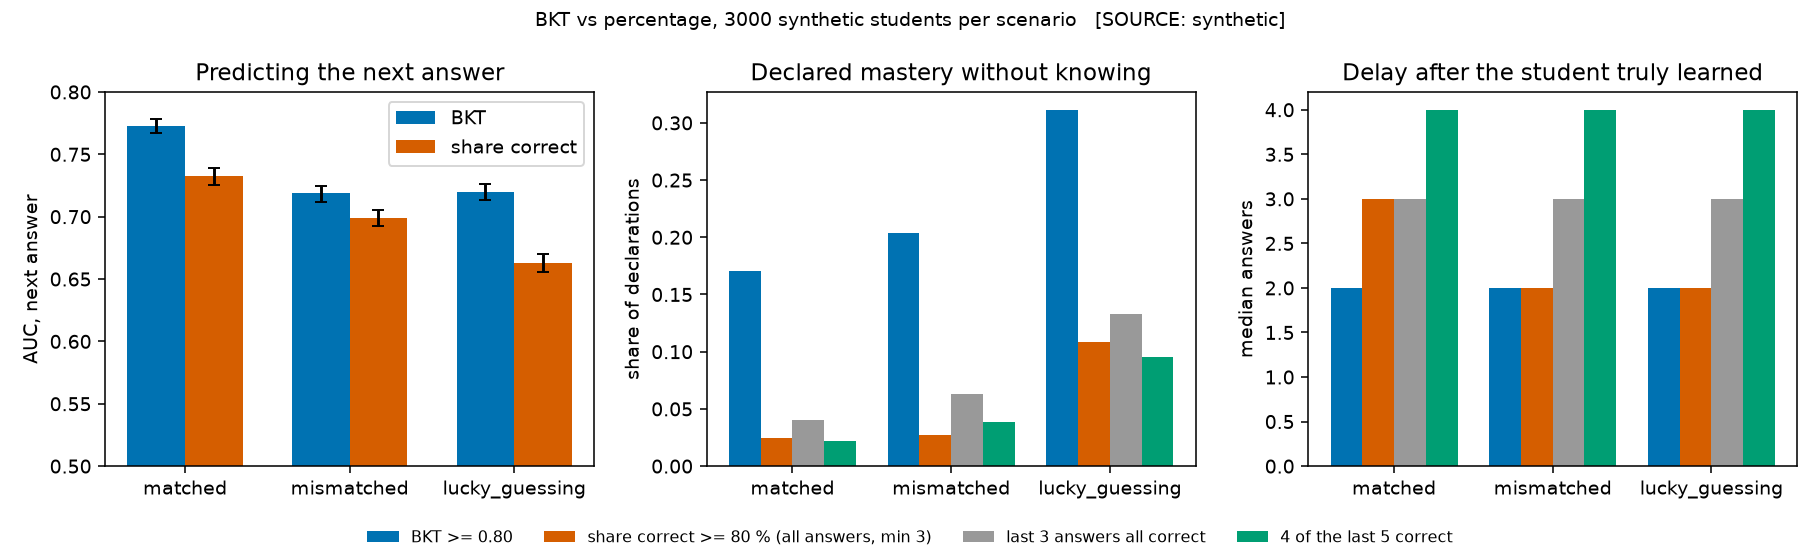 BKT vs percentage, 3000 synthetic students per scenario   [SOURCE: synthetic]
Predicting the next answer
AUC, next answer
0.80
0.75
0.70
0.65
0.60
0.55
0.50
BKT
share correct
matched
mismatched
lucky_guessing
Declared mastery without knowing
share of declarations
0.30
0.25
0.20
0.15
0.10
0.05
0.00
matched
mismatched
lucky_guessing
Delay after the student truly learned
median answers
4.0
3.5
3.0
2.5
2.0
1.5
1.0
0.5
0.0
matched
mismatched
lucky_guessing
BKT >= 0.80
share correct >= 80 % (all answers, min 3)
last 3 answers all correct
4 of the last 5 correct